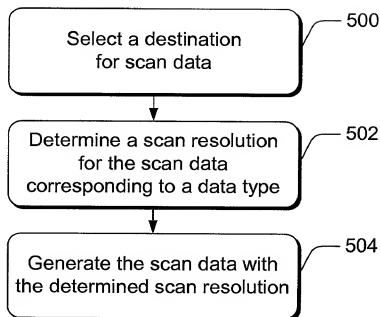 Select a destination
for scan data
500
Determine a scan resolution
for the scan data
corresponding to a data type
502
Generate the scan data with
the determined scan resolution
504